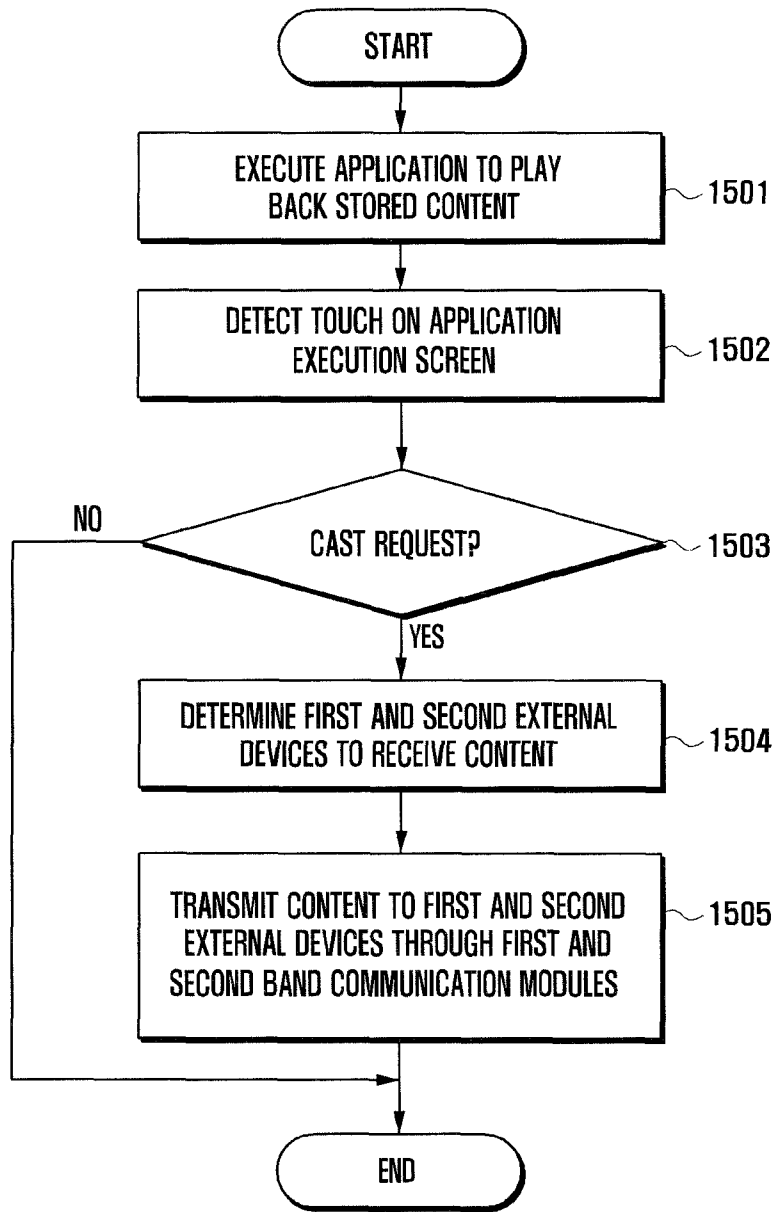 START
EXECUTE APPLICATION TO PLAY
BACK STORED CONTENT
1501
DETECT TOUCH ON APPLICATION
EXECUTION SCREEN
1502
NO
CAST REQUEST?
1503
YES
DETERMINE FIRST AND SECOND EXTERNAL
DEVICES TO RECEIVE CONTENT
1504
TRANSMIT CONTENT TO FIRST AND SECOND
EXTERNAL DEVICES THROUGH FIRST AND
SECOND BAND COMMUNICATION MODULES
1505
END